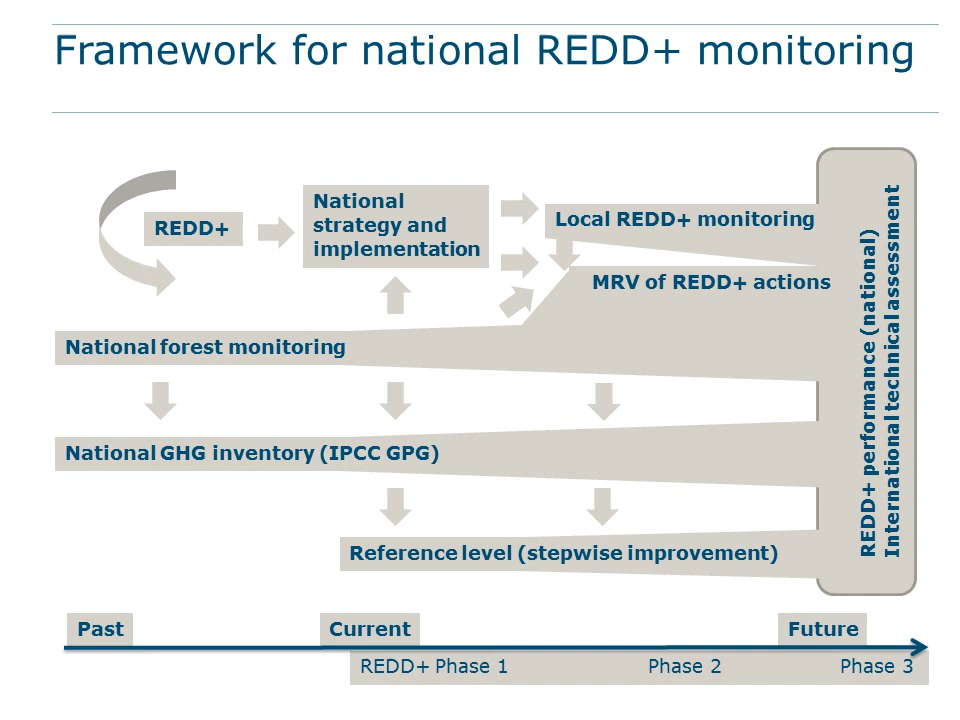 Framework for national REDD+ monitoring
REDD+
National
strategy and
implementation
Local REDD+ monitoring
MRV of REDD+ actions
National forest monitoring
National GHG inventory (IPCC GPG)
Reference level (stepwise improvement)
REDD+ performance (national)
International technical assessment
Past
Current
Future
REDD+ Phase 1
Phase 2
Phase 3